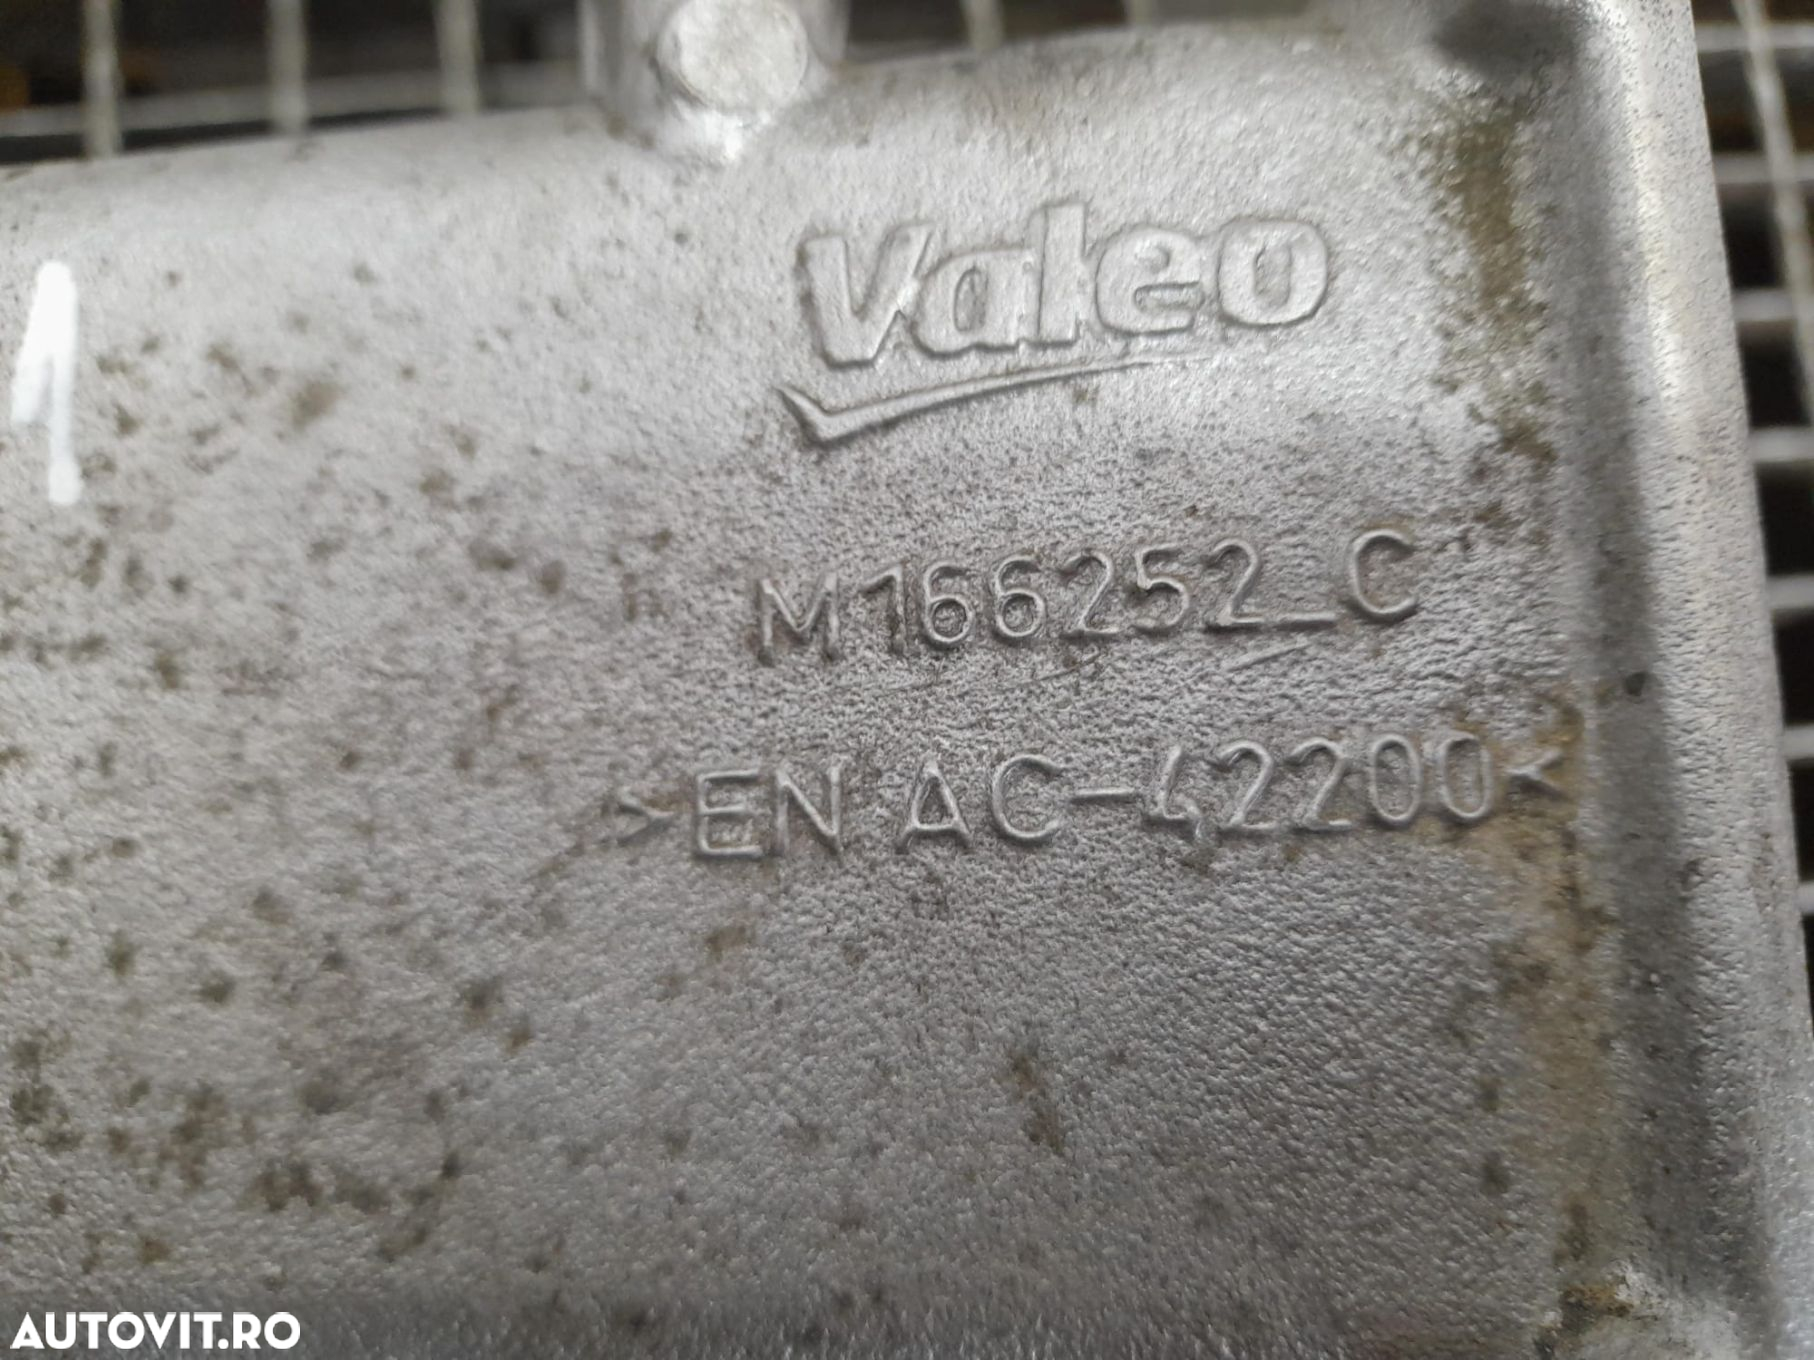 1
Valeo
M166252_C
>EN AC-42200<
AUTOVIT.RO